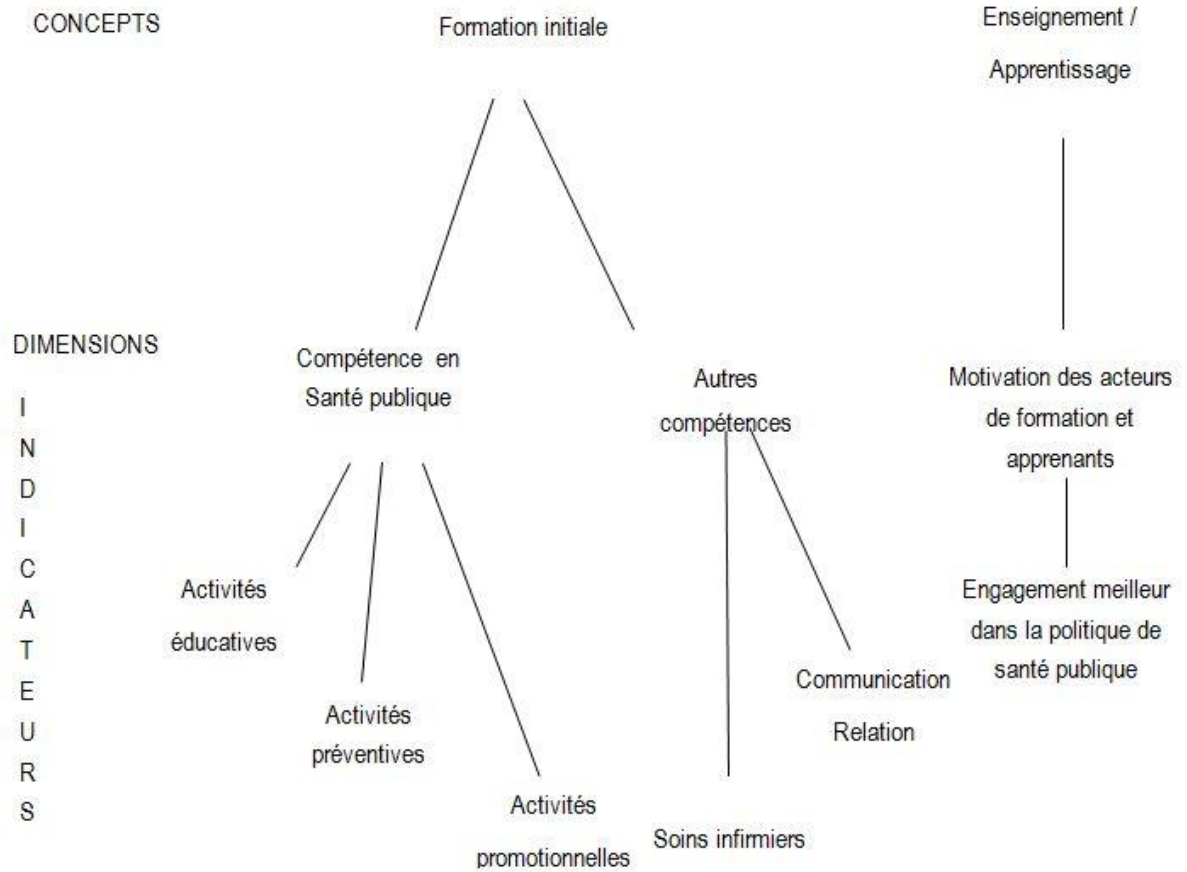 CONCEPTS
Formation initiale
Enseignement /
Apprentissage
DIMENSIONS
Compétence en
Santé publique
Autres
compétences
Motivation des acteurs
de formation et
apprenants
I
N
D
I
C
A
T
E
U
R
S
Activités
éducatives
Activités
préventives
Activités
promotionnelles
Soins infirmiers
Communication
Relation
Engagement meilleur
dans la politique de
santé publique